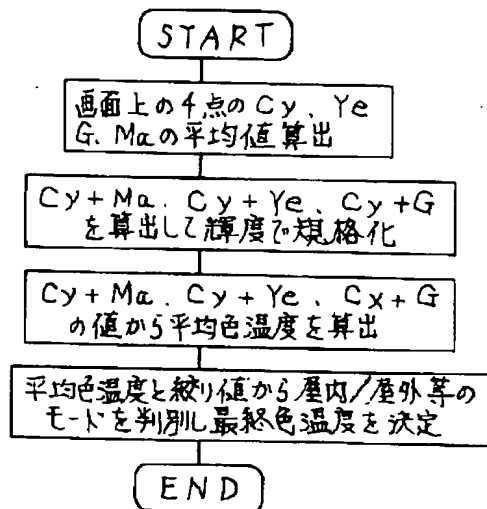 START
画面上の4点のCy、Ye
G、Maの平均値算出
Cy+Ma、Cy+Ye、Cy+G
を算出して輝度で規格化
Cy+Ma、Cy+Ye、Cx+G
の値から平均色温度を算出
平均色温度と絞り値から屋内/屋外等の
モードを判別し最終色温度を決定
END